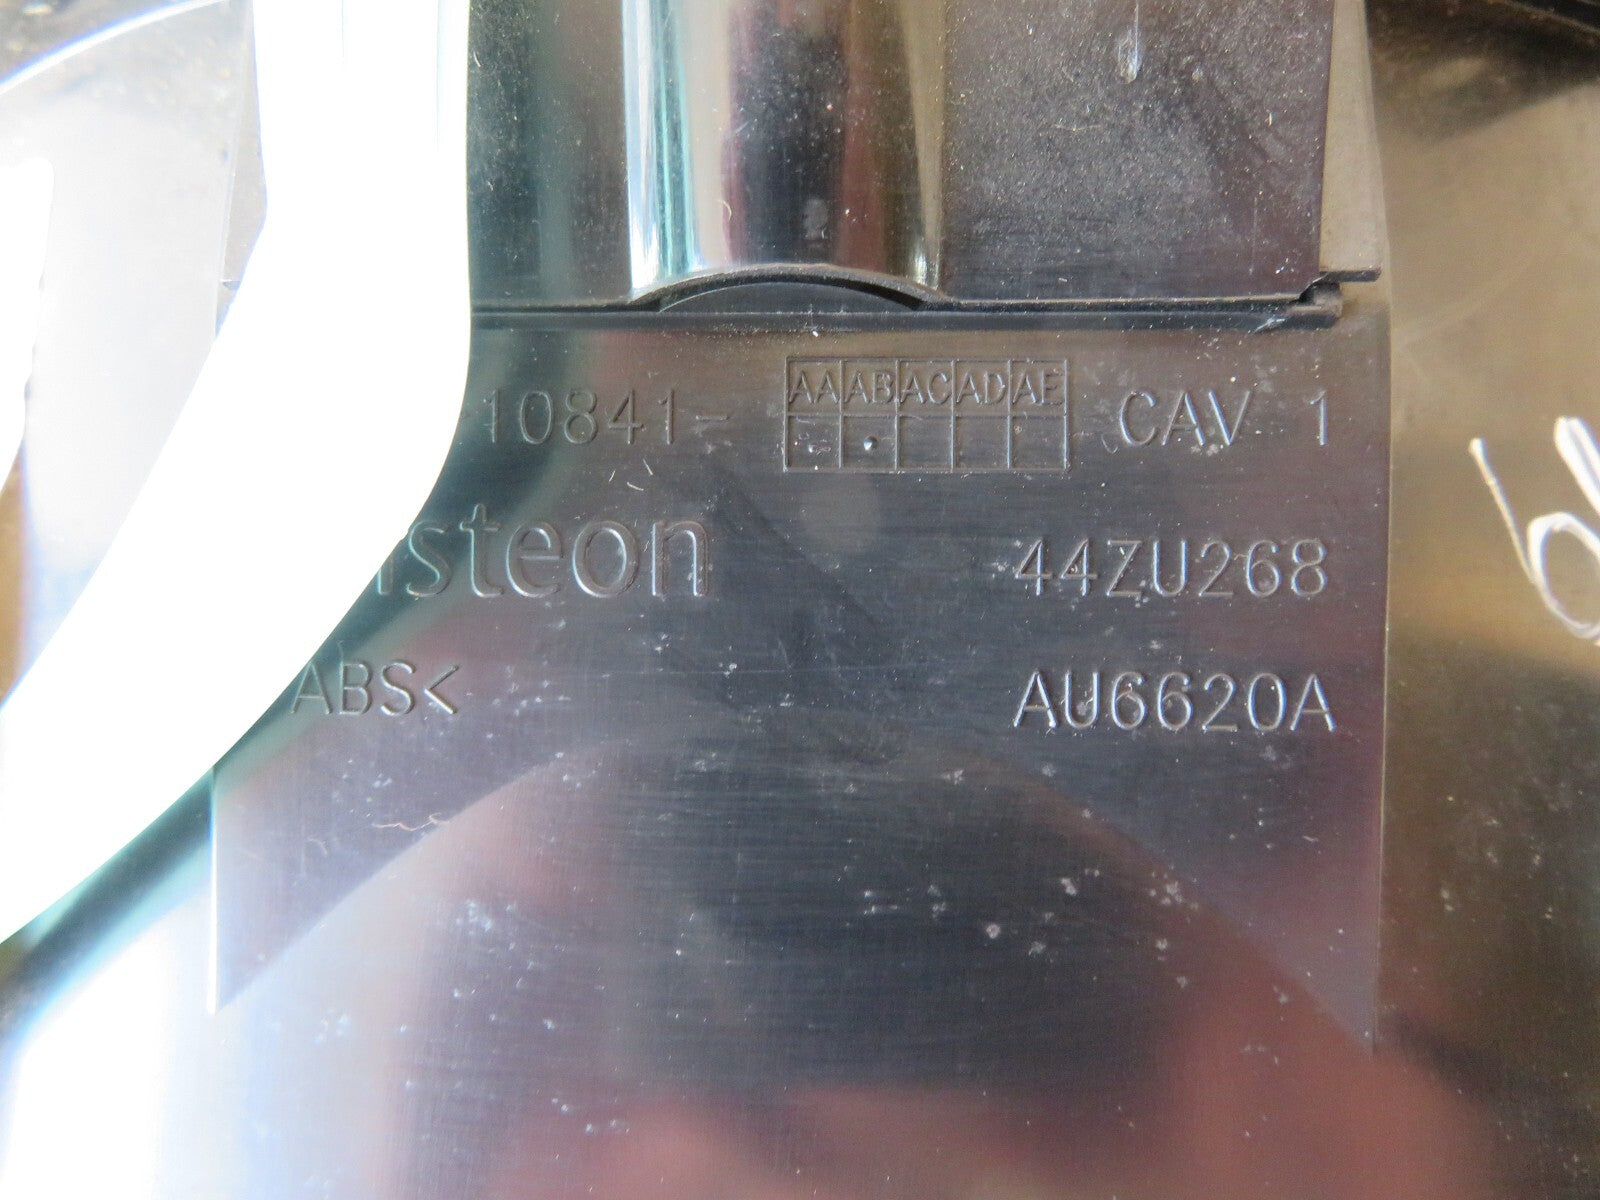 -10841- AA AB AC AD AE CAV 1
isteon 44ZU268
ABS< AU6620A